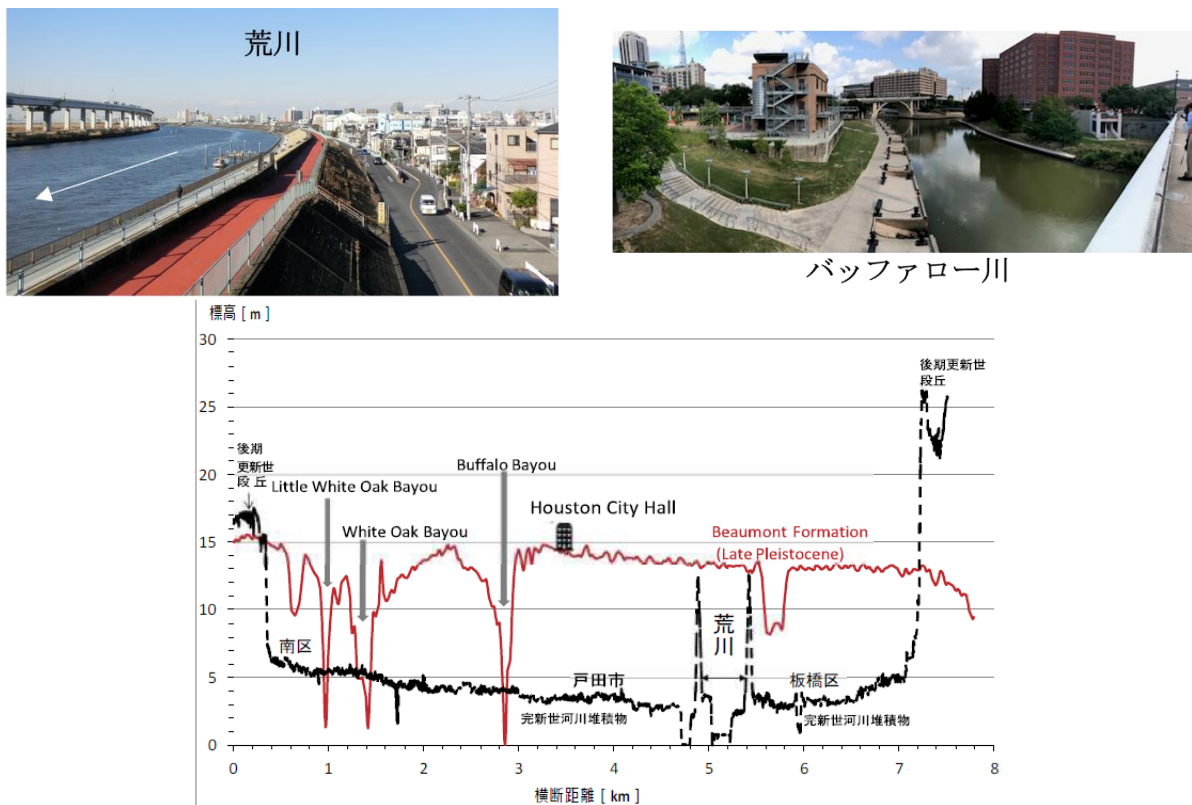 荒川
バッファロー川
標高 [ m ]
30
25
20
15
10
5
0
後期
更新世
段丘
Little White Oak Bayou
White Oak Bayou
Buffalo Bayou
Houston City Hall
Beaumont Formation
(Late Pleistocene)
後期更新世
段丘
南区
戸田市
完新世河川堆積物
荒川
板橋区
完新世河川堆積物
0 1 2 3 4 5 6 7 8
横断距離 [ km ]